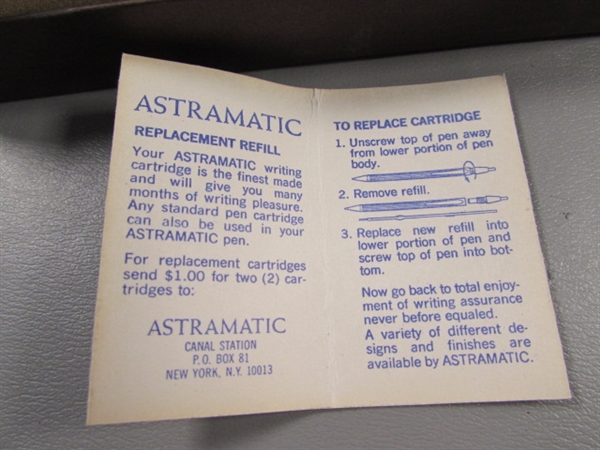 ASTRAMATIC
REPLACEMENT REFILL
Your ASTRAMATIC writing
cartridge is the finest made
and will give you many
months of writing pleasure.
Any standard pen cartridge
can also be used in your
ASTRAMATIC pen.
For replacement cartridges
send $1.00 for two (2) car-
tridges to:
ASTRAMATIC
CANAL STATION
P.O. BOX 81
NEW YORK, N.Y. 10013
TO REPLACE CARTRIDGE
1. Unscrew top of pen away
from lower portion of pen
body.
2. Remove refill.
3. Replace new refill into
lower portion of pen and
screw top of pen into bot-
tom.
Now go back to total enjoy-
ment of writing assurance
never before equaled.
A variety of different de-
signs and finishes are
available by ASTRAMATIC.